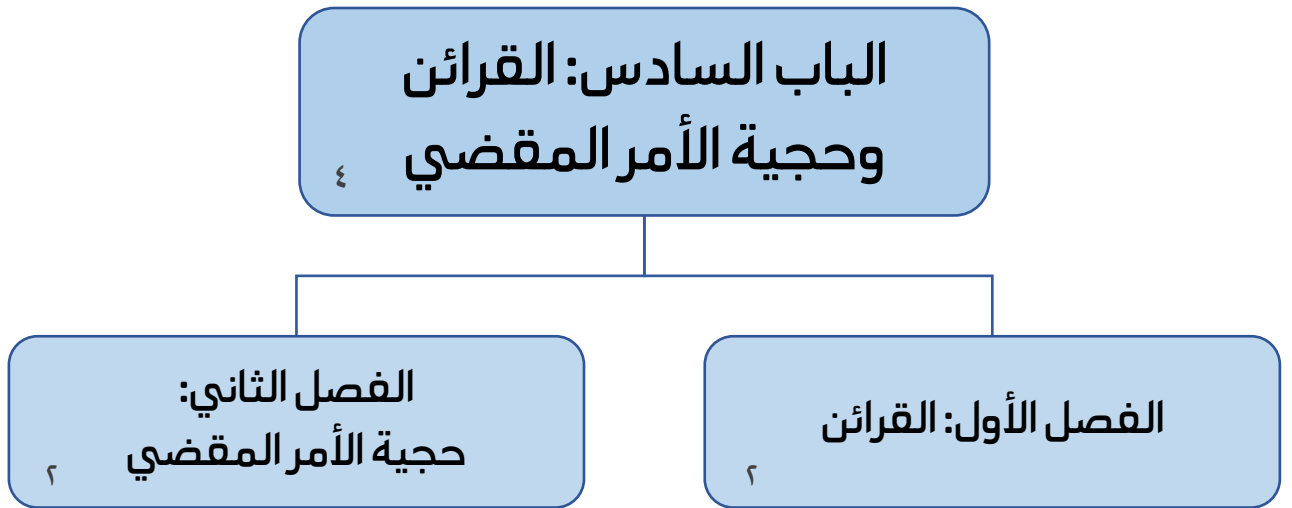 الباب السادس: القرائن
وحجية الأمر المقضي
٤
الفصل الأول: القرائن
٢
الفصل الثاني:
حجية الأمر المقضي
٢